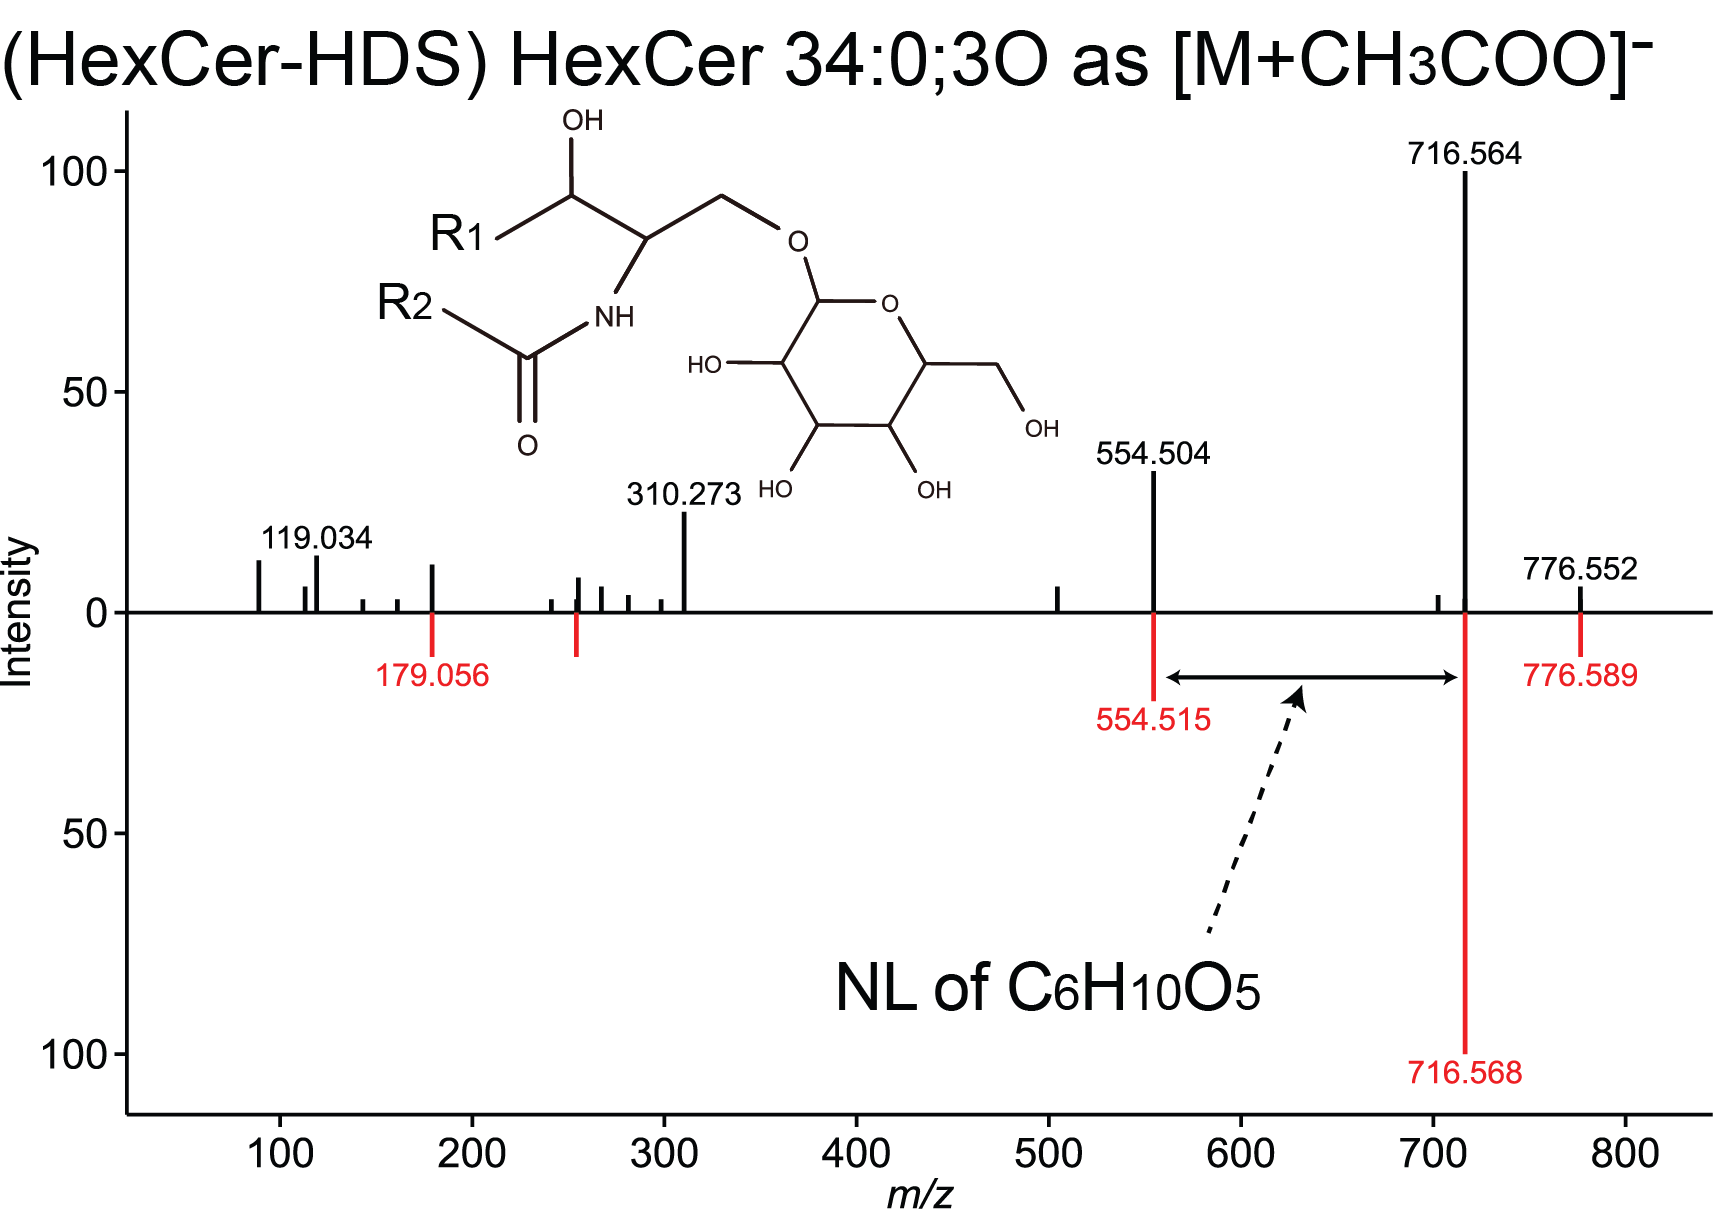 (HexCer-HDS) HexCer 34:0;3O as [M+CH3COO]-
OH
R1
R2
NH
O
O
O
HO
HO
OH
OH
100
50
0
50
100
Intensity
119.034
310.273
554.504
716.564
776.552
179.056
554.515
716.568
776.589
NL of C6H10O5
100
200
300
400
500
600
700
800
m/z